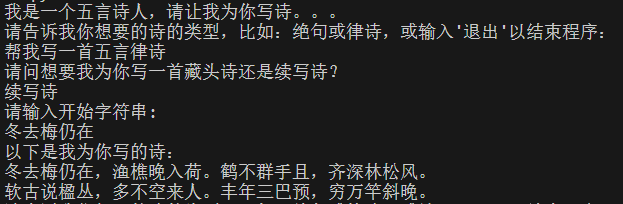 我是一个五言诗人，请让我为你写诗。。。
请告诉我你想要的诗的类型，比如：绝句或律诗，或输入'退出'以结束程序：
帮我写一首五言律诗
请问想要我为你写一首藏头诗还是续写诗？
续写诗
请输入开始字符串：
冬去梅仍在
以下是我为你写的诗：
冬去梅仍在，渔樵晚入荷。鹤不群手且，齐深林松风。
软古说楹丛，多不空来人。丰年三巴预，穷万竿斜晚。